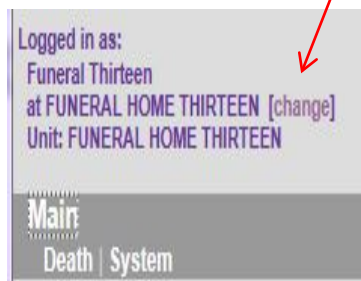 Logged in as:
Funeral Thirteen
at FUNERAL HOME THIRTEEN [change]
Unit: FUNERAL HOME THIRTEEN
Main
Death | System